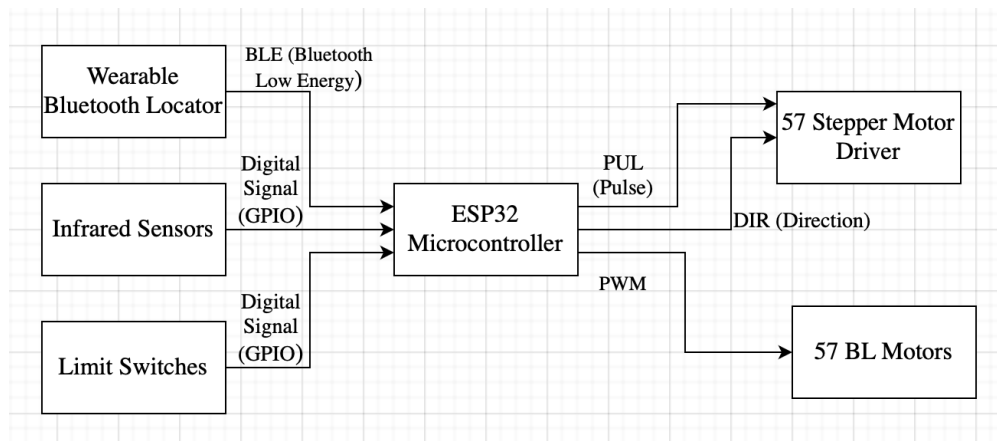 Wearable
Bluetooth Locator
BLE (Bluetooth
Low Energy)
57 Stepper Motor
Driver
Digital
Signal
(GPIO)
PUL
(Pulse)
Infrared Sensors
ESP32
Microcontroller
DIR (Direction)
PWM
Digital
Signal
(GPIO)
Limit Switches
57 BL Motors